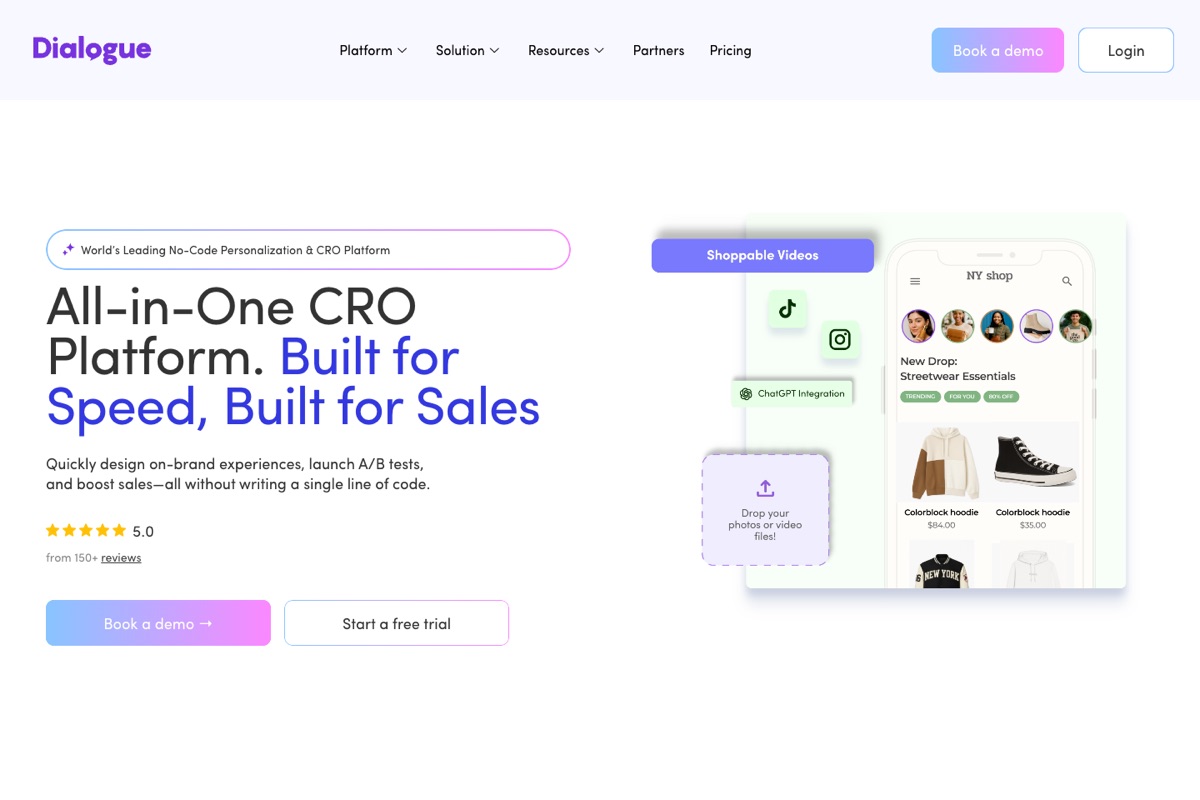 Dialogue
Platform
Solution
Resources
Partners
Pricing
Book a demo
Login
World's Leading No-Code Personalization & CRO Platform
All-in-One CRO
Platform. Built for
Speed, Built for Sales
Quickly design on-brand experiences, launch A/B tests,
and boost sales—all without writing a single line of code.
5.0
from 150+ reviews
Book a demo →
Start a free trial
Shoppable Videos
ChatGPT Integration
Drop your
photos or video
files!
NY shop
New Drop:
Streetwear Essentials
TRENDING
FOR YOU
80% OFF
Colorblock hoodie
$84.00
Colorblock hoodie
$35.00
NEW YORK